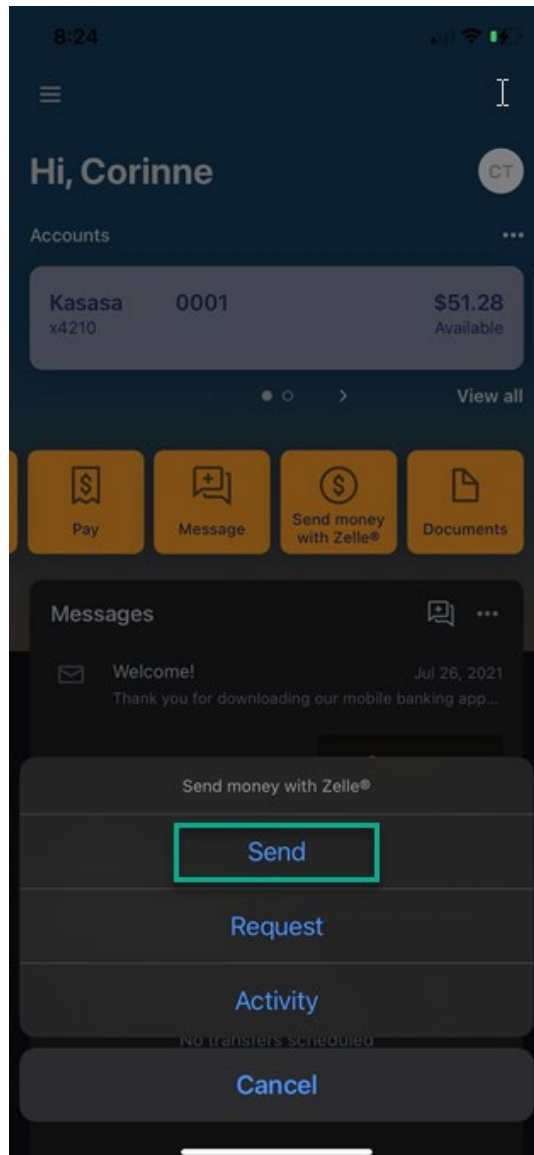 8:24
Hi, Corinne
CT
Accounts
Kasasa 0001 $51.28
x4210 Available
View all
Pay
Message
Send money
with Zelle®
Documents
Messages
Welcome! Jul 26, 2021
Thank you for downloading our mobile banking app...
Send money with Zelle®
Send
Request
Activity
No transfers scheduled
Cancel